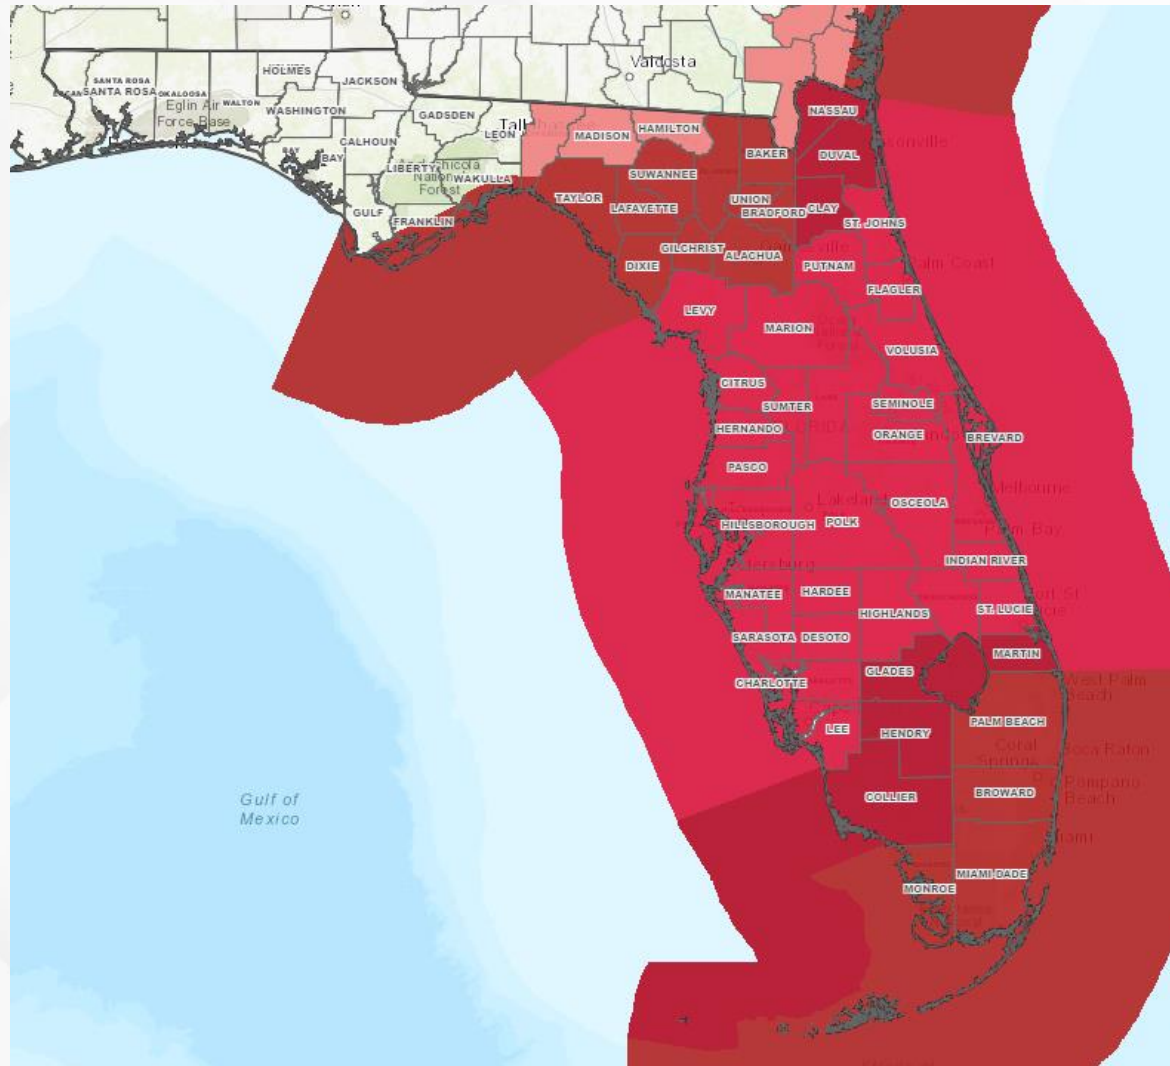 Valdosta
HOLMES
JACKSON
SANTA ROSA
SANTA ROSA
OKALOOSA
WALTON
Eglin Air
Force Base
WASHINGTON
GADSDEN
LEON
MADISON
HAMILTON
NASSAU
CALHOUN
BAY
BAY
LIBERTY
WAKULLA
Forest
GULF
FRANKLIN
TAYLOR
SUWANNEE
LAFAYETTE
BAKER
DUVAL
UNION
BRADFORD
CLAY
ST. JOHNS
GILCHRIST
ALACHUA
DIXIE
PUTNAM
Palm Coast
FLAGLER
LEVY
MARION
VOLUSIA
CITRUS
SUMTER
SEMINOLE
HERNANDO
ORANGE
BREVARD
PASCO
Melbourne
Lakeland
OSCEOLA
HILLSBOROUGH
POLK
Palm Bay
INDIAN RIVER
MANATEE
HARDEE
HIGHLANDS
ST. LUCIE
SARASOTA
DESOTO
MARTIN
GLADES
CHARLOTTE
West Palm
Beach
LEE
HENDRY
PALM BEACH
Coral
Springs
Boca Raton
COLLIER
BROWARD
Pompano
Beach
MONROE
MIAMI-DADE
Gulf of
Mexico